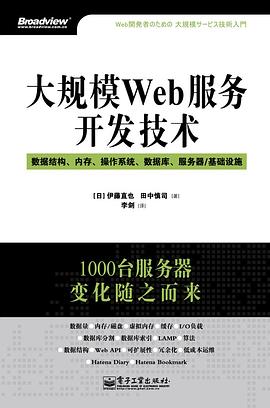 Broadview®
Web開発者のための 大規模サービス技術入門
大规模Web服务
开发技术
数据结构、内存、操作系统、数据库、服务器/基础设施
[日] 伊藤直也 田中慎司 著
李剑 译
1000台服务器
变化随之而来
数据量 · 内存/磁盘 · 虚拟内存 · 缓存 · I/O负载
数据库分割 · 数据库索引 · LAMP · 算法
数据结构 · Web API · 可扩展性 · 冗余化 · 低成本运维
Hatena Diary · Hatena Bookmark
电子工业出版社